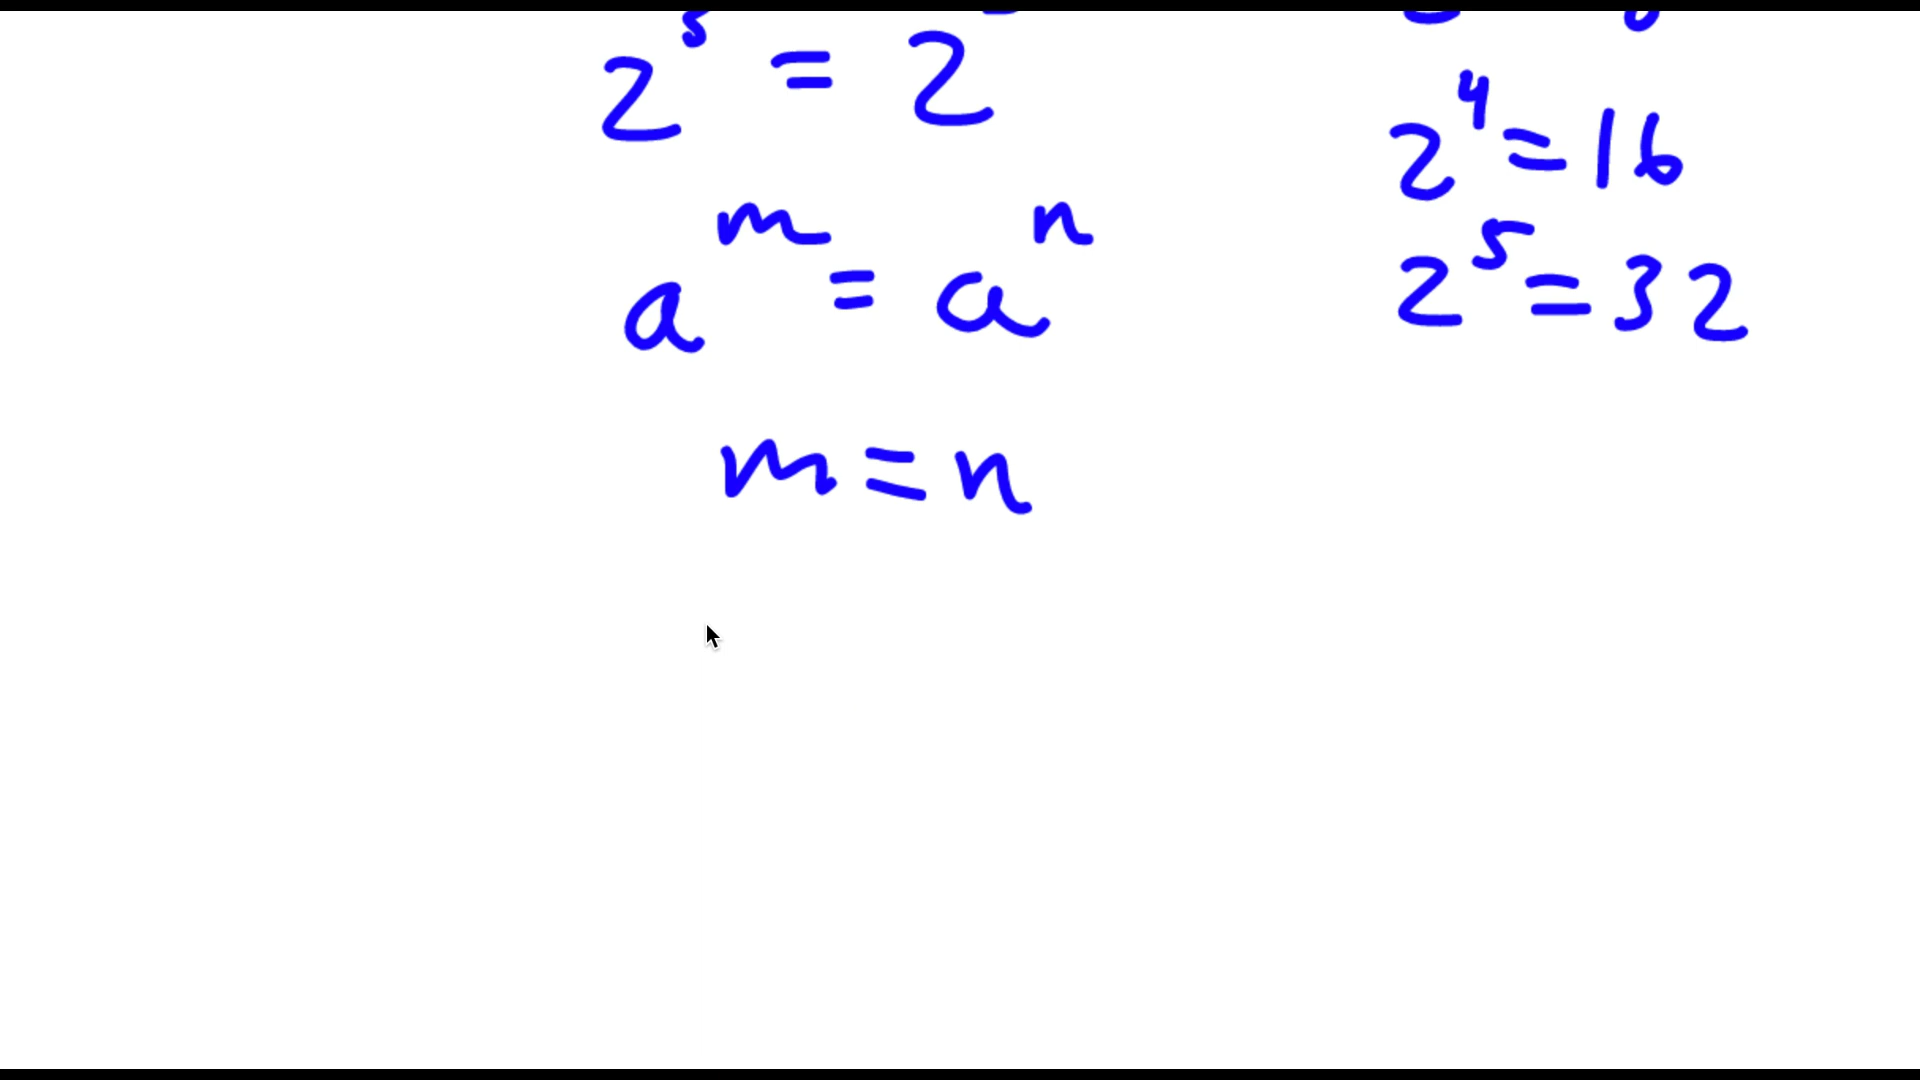 2^5 = 2
a^m = a^n
m = n
2^4 = 16
2^5 = 32